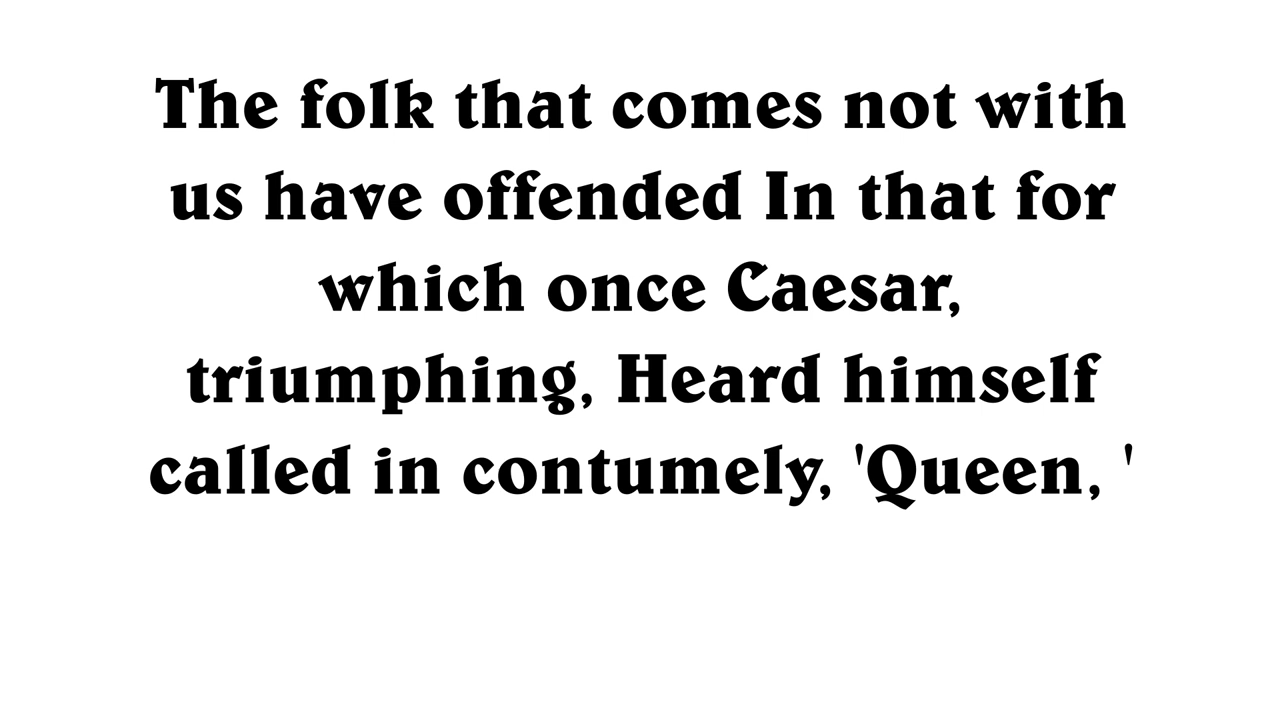 The folk that comes not with
us have offended In that for
which once Caesar,
triumphing, Heard himself
called in contumely, 'Queen, '